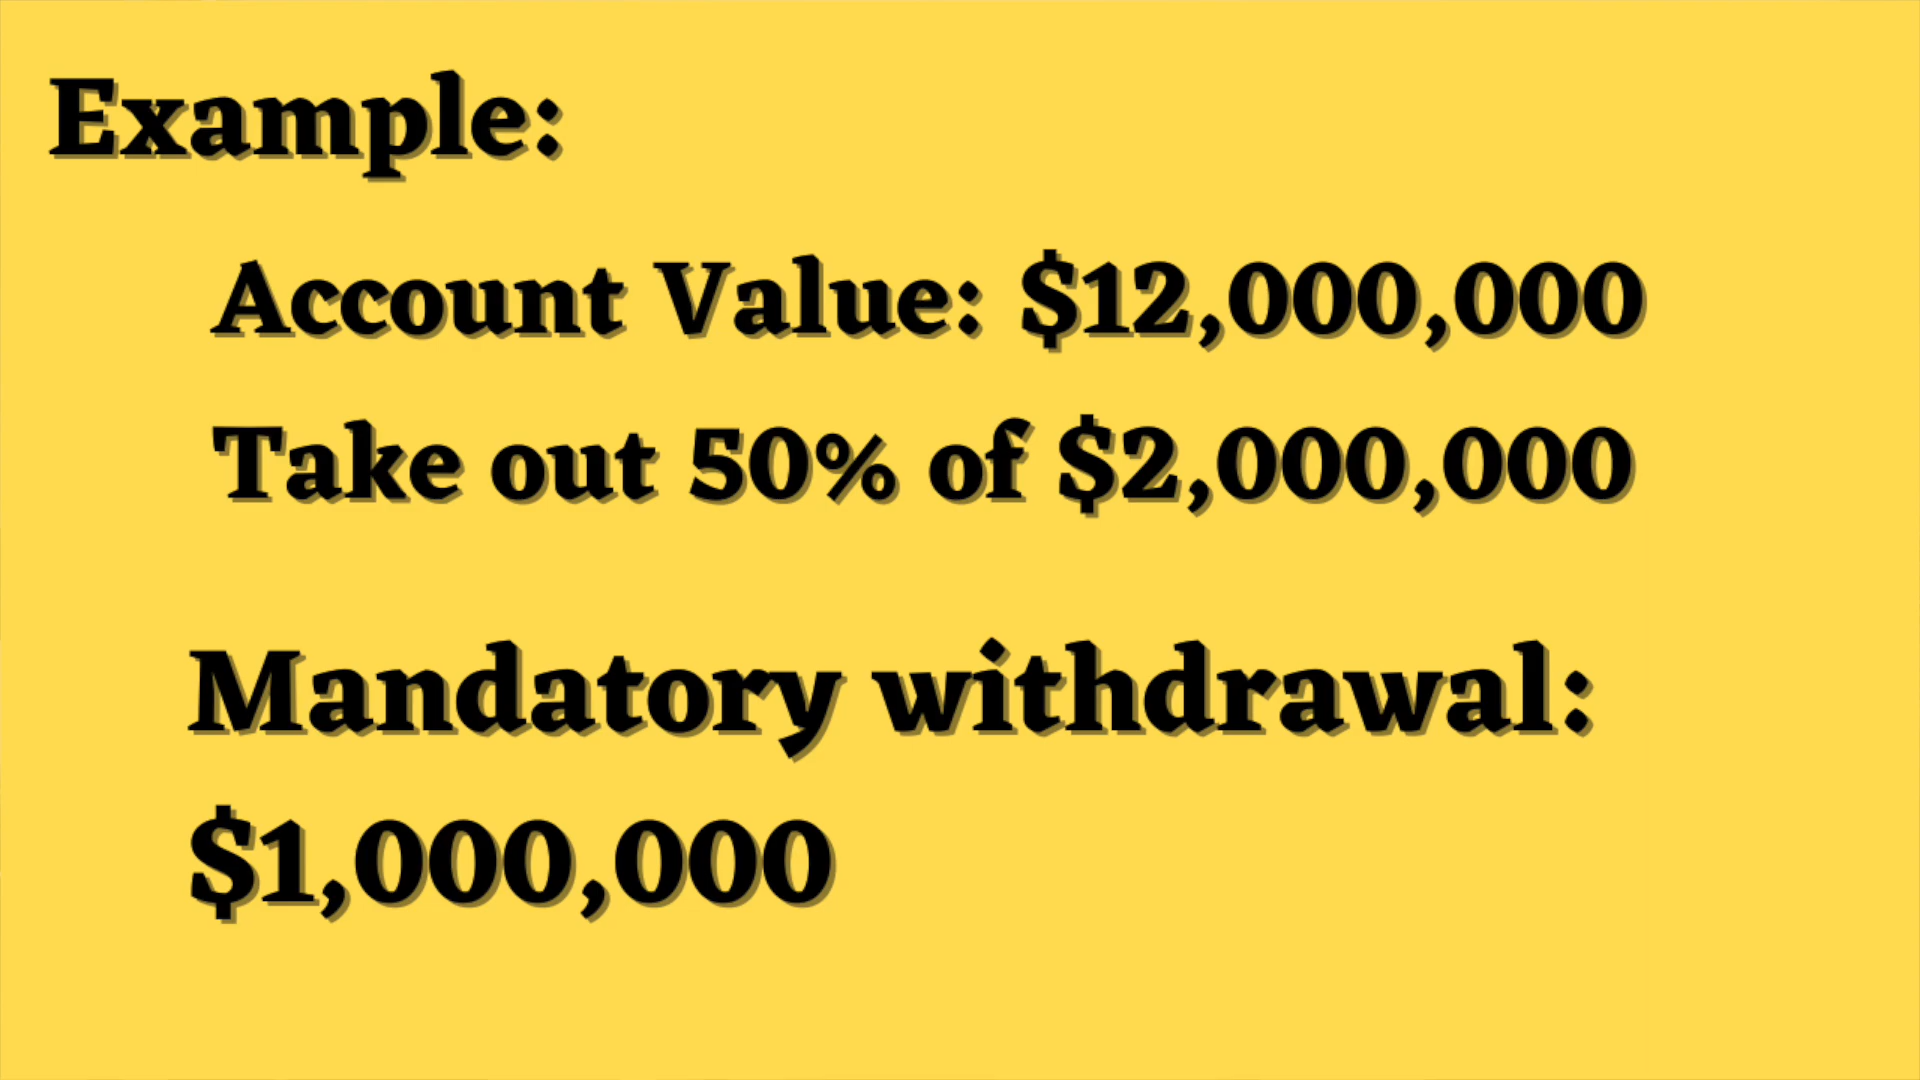 Example:
Account Value: $12,000,000
Take out 50% of $2,000,000
Mandatory withdrawal:
$1,000,000